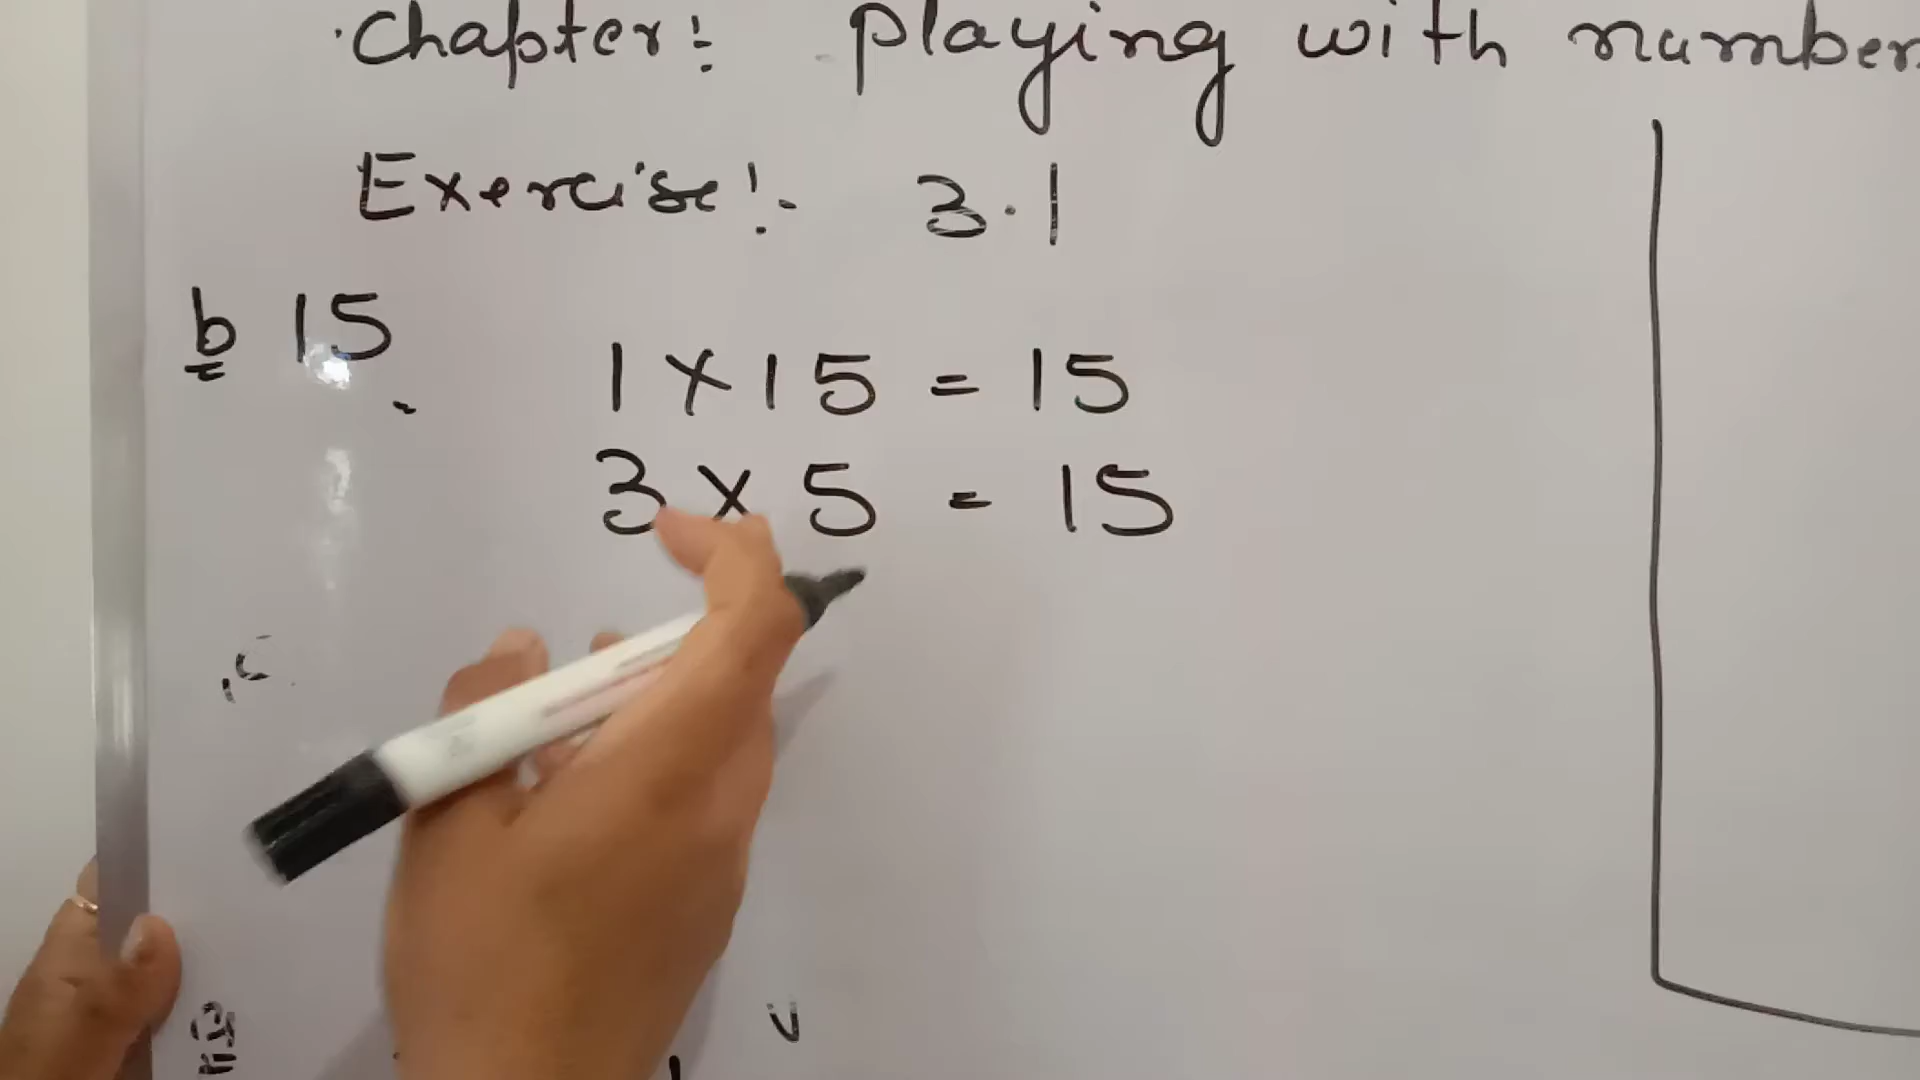 Chapter:- Playing with number
Exercise:- 3.1
b 15
1 × 15 = 15
3 × 5 = 15